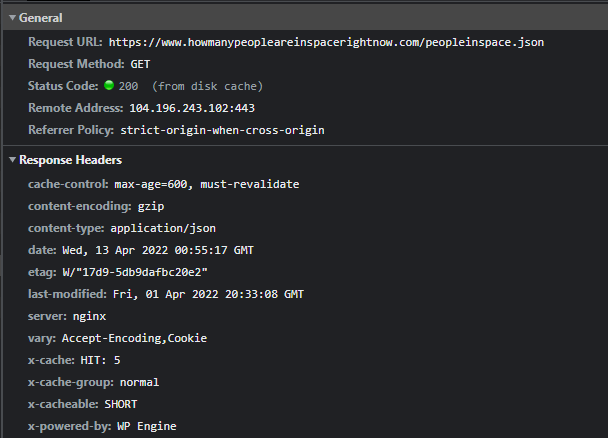 General
Request URL: https://www.howmanypeopleareinspacerightnow.com/peopleinspace.json
Request Method: GET
Status Code: 200 (from disk cache)
Remote Address: 104.196.243.102:443
Referrer Policy: strict-origin-when-cross-origin
Response Headers
cache-control: max-age=600, must-revalidate
content-encoding: gzip
content-type: application/json
date: Wed, 13 Apr 2022 00:55:17 GMT
etag: W/"17d9-5db9dafbc20e2"
last-modified: Fri, 01 Apr 2022 20:33:08 GMT
server: nginx
vary: Accept-Encoding,Cookie
x-cache: HIT: 5
x-cache-group: normal
x-cacheable: SHORT
x-powered-by: WP Engine